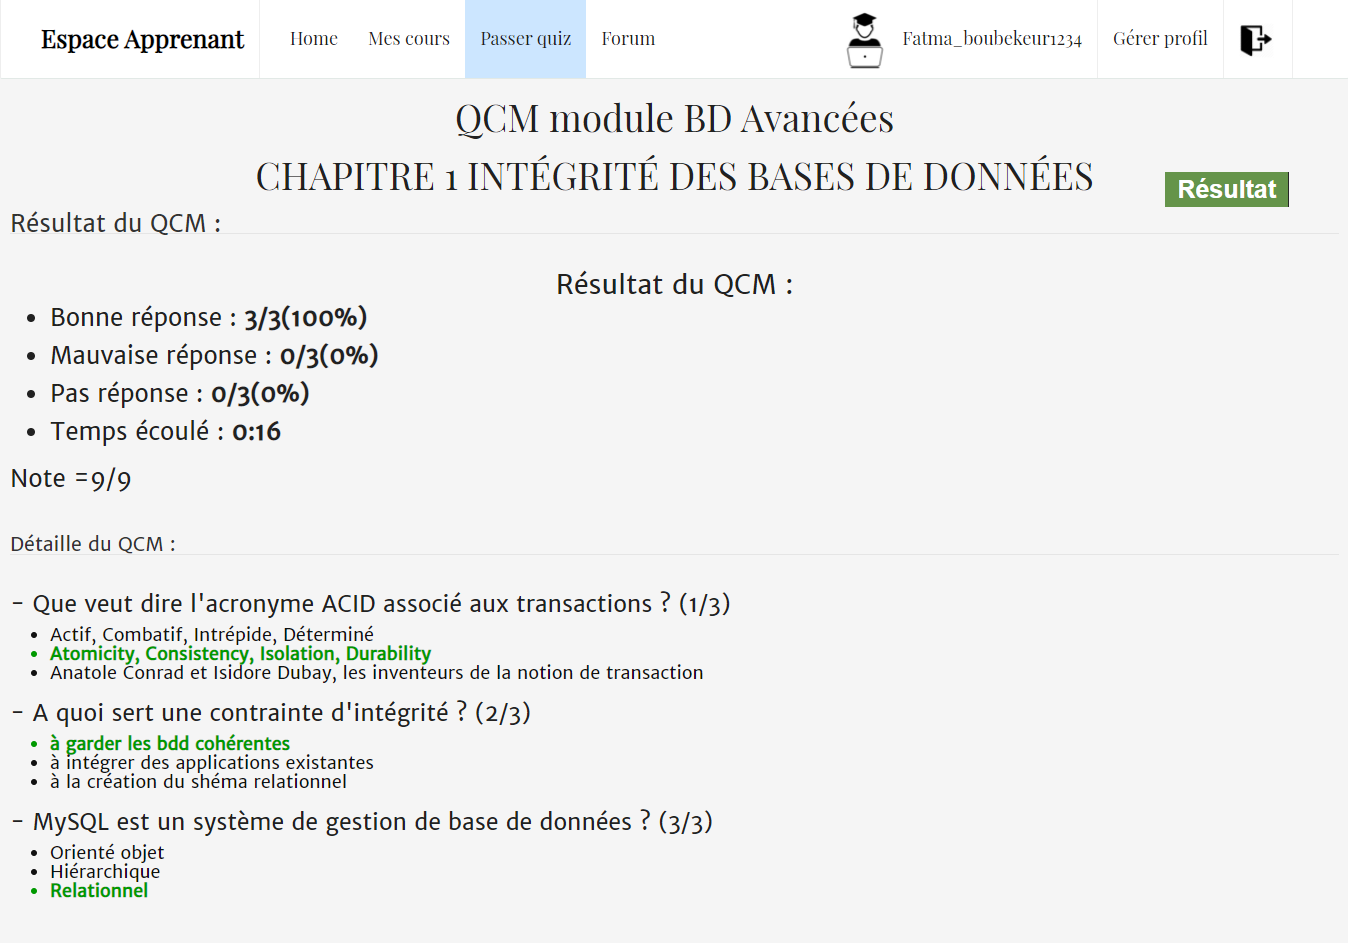 Espace Apprenant Home Mes cours Passer quiz Forum Fatma_boubekeur1234 Gérer profil
QCM module BD Avancées
CHAPITRE 1 INTÉGRITÉ DES BASES DE DONNÉES
Résultat
Résultat du QCM :
Résultat du QCM :
• Bonne réponse : 3/3(100%)
• Mauvaise réponse : 0/3(0%)
• Pas réponse : 0/3(0%)
• Temps écoulé : 0:16
Note =9/9
Détaille du QCM :
- Que veut dire l'acronyme ACID associé aux transactions ? (1/3)
• Actif, Combatif, Intrépide, Déterminé
• Atomicity, Consistency, Isolation, Durability
• Anatole Conrad et Isidore Dubay, les inventeurs de la notion de transaction
- A quoi sert une contrainte d'intégrité ? (2/3)
• à garder les bdd cohérentes
• à intégrer des applications existantes
• à la création du shéma relationnel
- MySQL est un système de gestion de base de données ? (3/3)
• Orienté objet
• Hiérarchique
• Relationnel